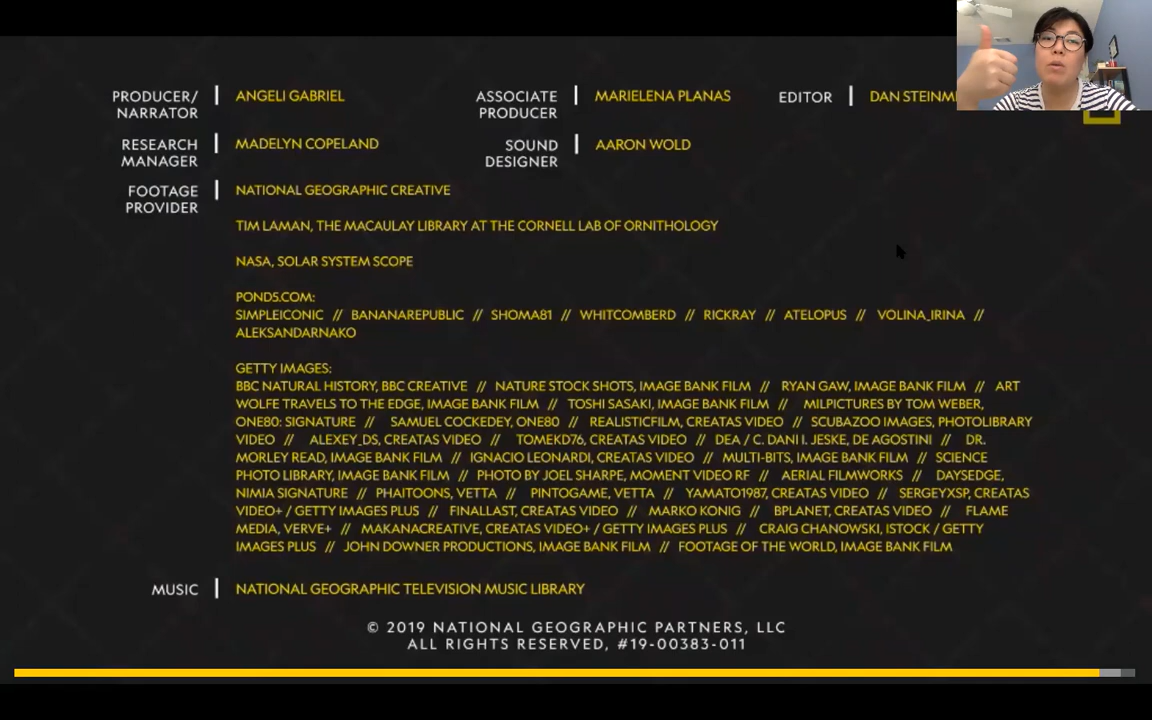 PRODUCER/ NARRATOR | ANGELI GABRIEL
ASSOCIATE PRODUCER | MARIELENA PLANAS
EDITOR | DAN
RESEARCH MANAGER | MADELYN COPELAND
SOUND DESIGNER | AARON WOLD
FOOTAGE PROVIDER | NATIONAL GEOGRAPHIC CREATIVE
TIM LAMAN, THE MACAULAY LIBRARY AT THE CORNELL LAB OF ORNITHOLOGY
NASA, SOLAR SYSTEM SCOPE
POND5.COM:
SIMPLEICONIC // BANANAREPUBLIC // SHOMA81 // WHITCOMBERD // RICKRAY // ATELOPUS // VOLINA_IRINA //
ALEKSANDARNAKO
GETTY IMAGES:
BBC NATURAL HISTORY, BBC CREATIVE // NATURE STOCK SHOTS, IMAGE BANK FILM // RYAN GAW, IMAGE BANK FILM // ART
WOLFE TRAVELS TO THE EDGE, IMAGE BANK FILM // TOSHI SASAKI, IMAGE BANK FILM // MILPICTURES BY TOM WEBER,
ONE80: SIGNATURE // SAMUEL COCKEDEY, ONE80 // REALISTICFILM, CREATAS VIDEO // SCUBAZOO IMAGES, PHOTOLIBRARY
VIDEO // ALEXEY_DS, CREATAS VIDEO // TOMEKD76, CREATAS VIDEO // DEA / C. DANI I. JESKE, DE AGOSTINI // DR.
MORLEY READ, IMAGE BANK FILM // IGNACIO LEONARDI, CREATAS VIDEO // MULTI-BITS, IMAGE BANK FILM // SCIENCE
PHOTO LIBRARY, IMAGE BANK FILM // PHOTO BY JOEL SHARPE, MOMENT VIDEO RF // AERIAL FILMWORKS // DAYSEDGE,
NIMIA SIGNATURE // PHAITOONS, VETTA // PINTOGAME, VETTA // YAMATO1987, CREATAS VIDEO // SERGEYXSP, CREATAS
VIDEO+ / GETTY IMAGES PLUS // FINALLAST, CREATAS VIDEO // MARKO KONIG // BPLANET, CREATAS VIDEO // FLAME
MEDIA, VERVE+ // MAKANACREATIVE, CREATAS VIDEO+ / GETTY IMAGES PLUS // CRAIG CHANOWSKI, ISTOCK / GETTY
IMAGES PLUS // JOHN DOWNER PRODUCTIONS, IMAGE BANK FILM // FOOTAGE OF THE WORLD, IMAGE BANK FILM
MUSIC | NATIONAL GEOGRAPHIC TELEVISION MUSIC LIBRARY
© 2019 NATIONAL GEOGRAPHIC PARTNERS, LLC
ALL RIGHTS RESERVED, #19-00383-011